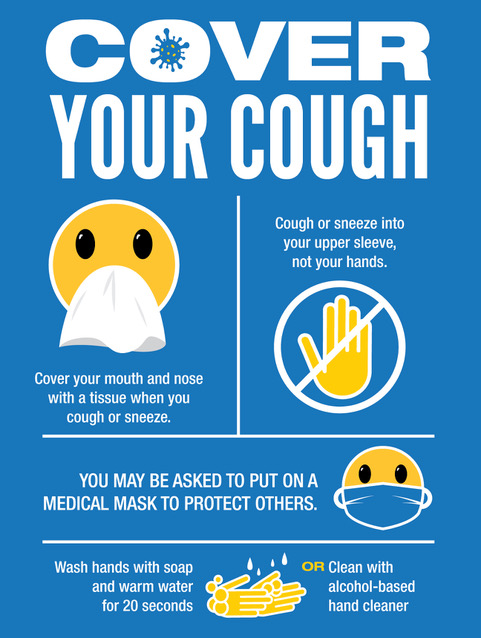 COVER
YOUR COUGH
Cover your mouth and nose
with a tissue when you
cough or sneeze.
Cough or sneeze into
your upper sleeve,
not your hands.
YOU MAY BE ASKED TO PUT ON A
MEDICAL MASK TO PROTECT OTHERS.
Wash hands with soap
and warm water
for 20 seconds
OR Clean with
alcohol-based
hand cleaner